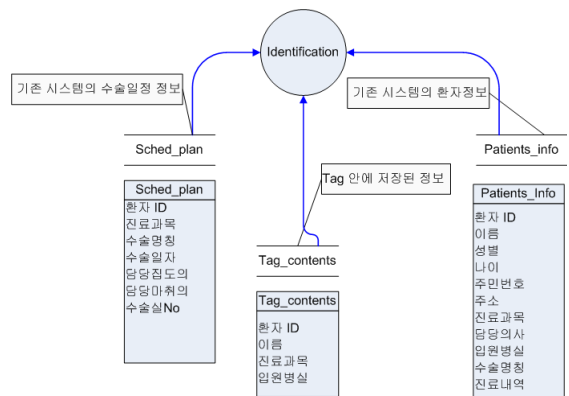 Identification
기존 시스템의 수술일정 정보
기존 시스템의 환자정보
Sched_plan
Patients_info
Tag 안에 저장된 정보
Sched_plan
환자 ID
진료과목
수술명칭
수술일자
담당집도의
담당마취의
수술실No
Tag_contents
Tag_contents
환자 ID
이름
진료과목
입원병실
Patients_Info
환자 ID
이름
성별
나이
주민번호
주소
진료과목
담당의사
입원병실
수술명칭
진료내역